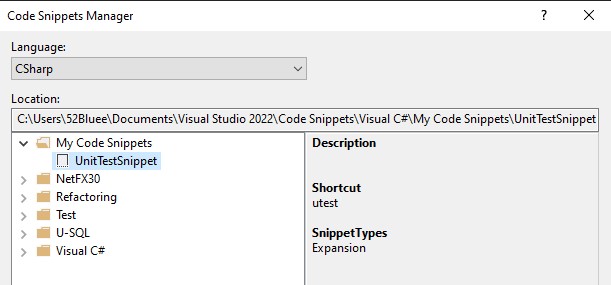 Code Snippets Manager
Language:
CSharp
Location:
C:\Users\52Bluee\Documents\Visual Studio 2022\Code Snippets\Visual C#\My Code Snippets\UnitTestSnippet
My Code Snippets
UnitTestSnippet
NetFX30
Refactoring
Test
U-SQL
Visual C#
Description
Shortcut
utest
SnippetTypes
Expansion